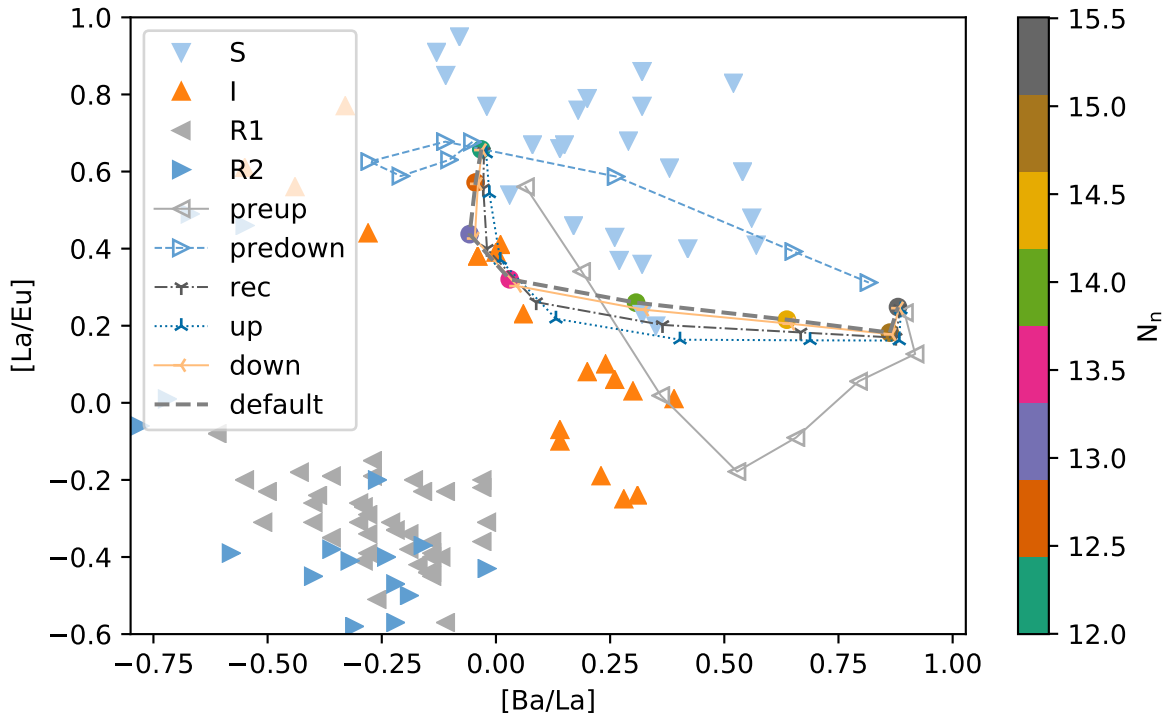 1.0
0.8
0.6
0.4
0.2
0.0
−0.2
−0.4
−0.6
[La/Eu]
S
I
R1
R2
preup
predown
rec
up
down
default
−0.75
−0.50
−0.25
0.00
0.25
0.50
0.75
1.00
[Ba/La]
15.5
15.0
14.5
14.0
13.5
13.0
12.5
12.0
Nn